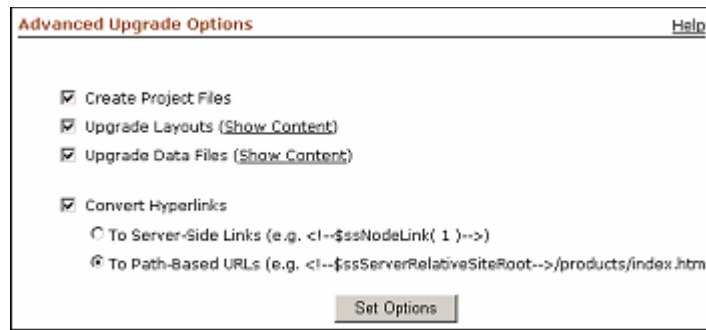 Advanced Upgrade Options Help
Create Project Files
Upgrade Layouts (Show Content)
Upgrade Data Files (Show Content)
Convert Hyperlinks
To Server-Side Links (e.g. <!--$ssNodeLink( 1 )-->)
To Path-Based URLs (e.g. <!--$ssServerRelativeSiteRoot-->/products/index.htm
Set Options